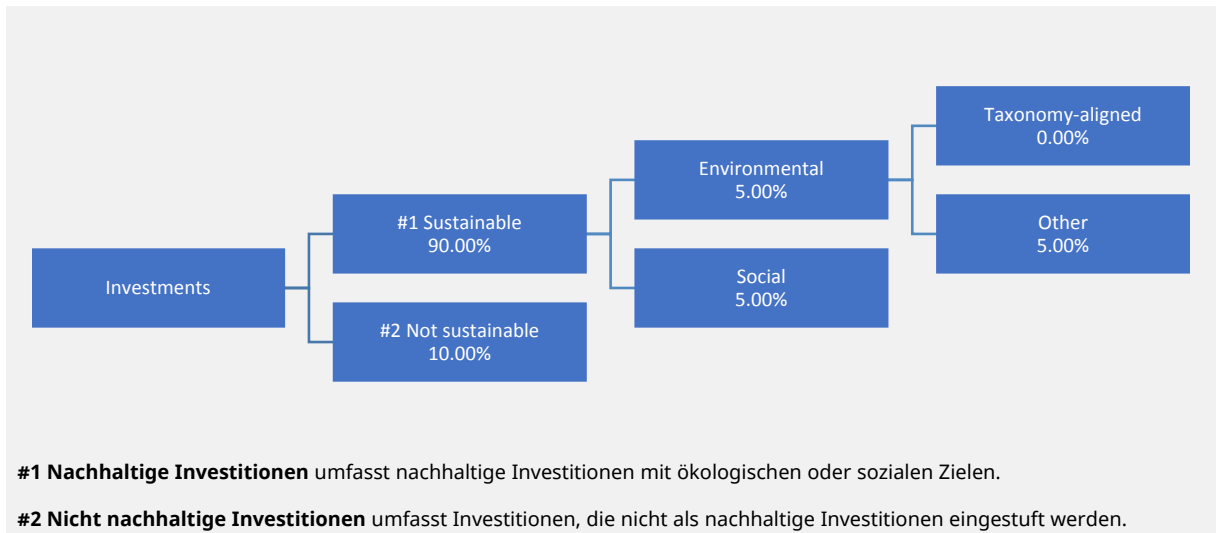 Investments
#1 Sustainable
90.00%
#2 Not sustainable
10.00%
Environmental
5.00%
Social
5.00%
Taxonomy-aligned
0.00%
Other
5.00%
#1 Nachhaltige Investitionen umfasst nachhaltige Investitionen mit ökologischen oder sozialen Zielen.
#2 Nicht nachhaltige Investitionen umfasst Investitionen, die nicht als nachhaltige Investitionen eingestuft werden.